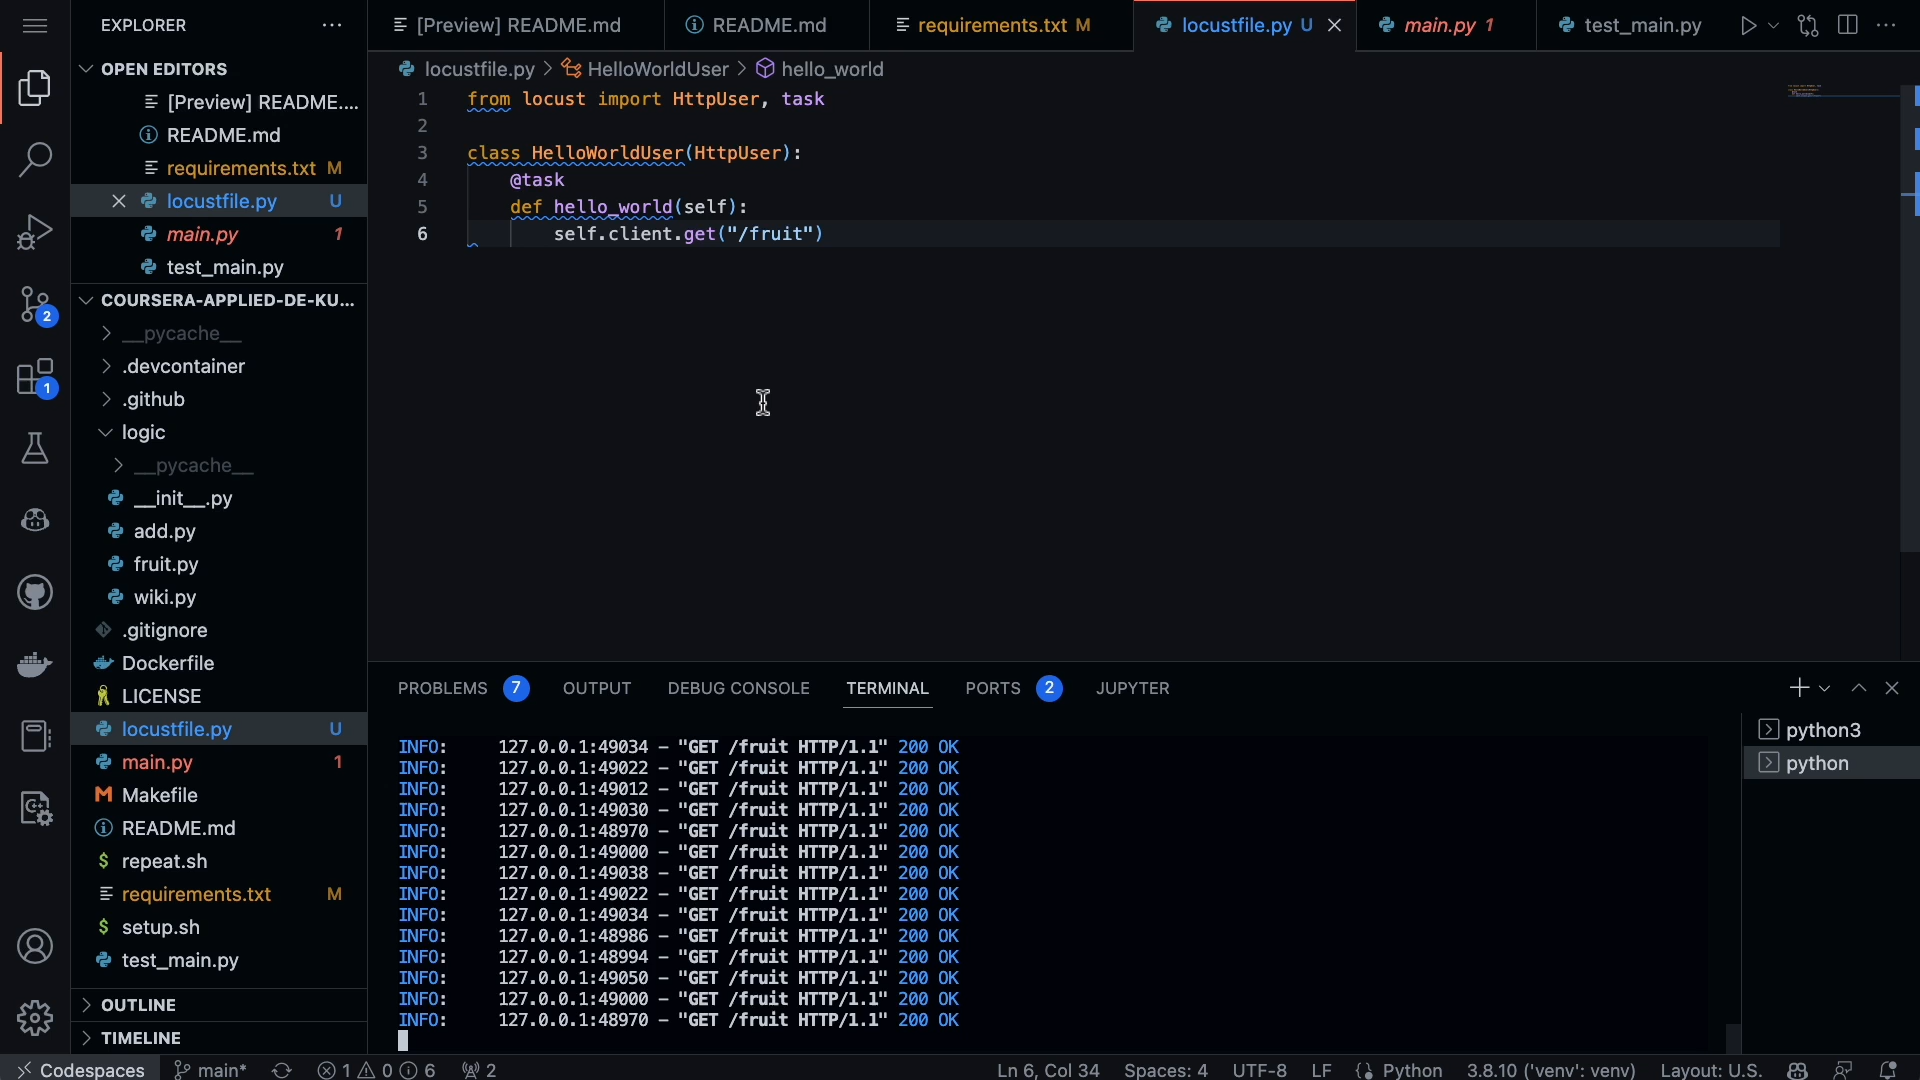 EXPLORER
[Preview] README.md
README.md
requirements.txt M
locustfile.py U
main.py 1
test_main.py
OPEN EDITORS
[Preview] README....
README.md
requirements.txt M
locustfile.py U
main.py 1
test_main.py
COURSERA-APPLIED-DE-KU...
__pycache__
.devcontainer
.github
logic
__pycache__
__init__.py
add.py
fruit.py
wiki.py
.gitignore
Dockerfile
LICENSE
locustfile.py U
main.py 1
Makefile
README.md
repeat.sh
requirements.txt M
setup.sh
test_main.py
OUTLINE
TIMELINE
2
1
locustfile.py > HelloWorldUser > hello_world
1 from locust import HttpUser, task
2
3 class HelloWorldUser(HttpUser):
4 @task
5 def hello_world(self):
6 self.client.get("/fruit")
PROBLEMS 7 OUTPUT DEBUG CONSOLE TERMINAL PORTS 2 JUPYTER
INFO: 127.0.0.1:49034 - "GET /fruit HTTP/1.1" 200 OK
INFO: 127.0.0.1:49022 - "GET /fruit HTTP/1.1" 200 OK
INFO: 127.0.0.1:49012 - "GET /fruit HTTP/1.1" 200 OK
INFO: 127.0.0.1:49030 - "GET /fruit HTTP/1.1" 200 OK
INFO: 127.0.0.1:48970 - "GET /fruit HTTP/1.1" 200 OK
INFO: 127.0.0.1:49000 - "GET /fruit HTTP/1.1" 200 OK
INFO: 127.0.0.1:49038 - "GET /fruit HTTP/1.1" 200 OK
INFO: 127.0.0.1:49022 - "GET /fruit HTTP/1.1" 200 OK
INFO: 127.0.0.1:49034 - "GET /fruit HTTP/1.1" 200 OK
INFO: 127.0.0.1:48986 - "GET /fruit HTTP/1.1" 200 OK
INFO: 127.0.0.1:48994 - "GET /fruit HTTP/1.1" 200 OK
INFO: 127.0.0.1:49050 - "GET /fruit HTTP/1.1" 200 OK
INFO: 127.0.0.1:49000 - "GET /fruit HTTP/1.1" 200 OK
INFO: 127.0.0.1:48970 - "GET /fruit HTTP/1.1" 200 OK
python3
python
Codespaces main* 1 0 6 2 Ln 6, Col 34 Spaces: 4 UTF-8 LF Python 3.8.10 ('venv': venv) Layout: U.S.